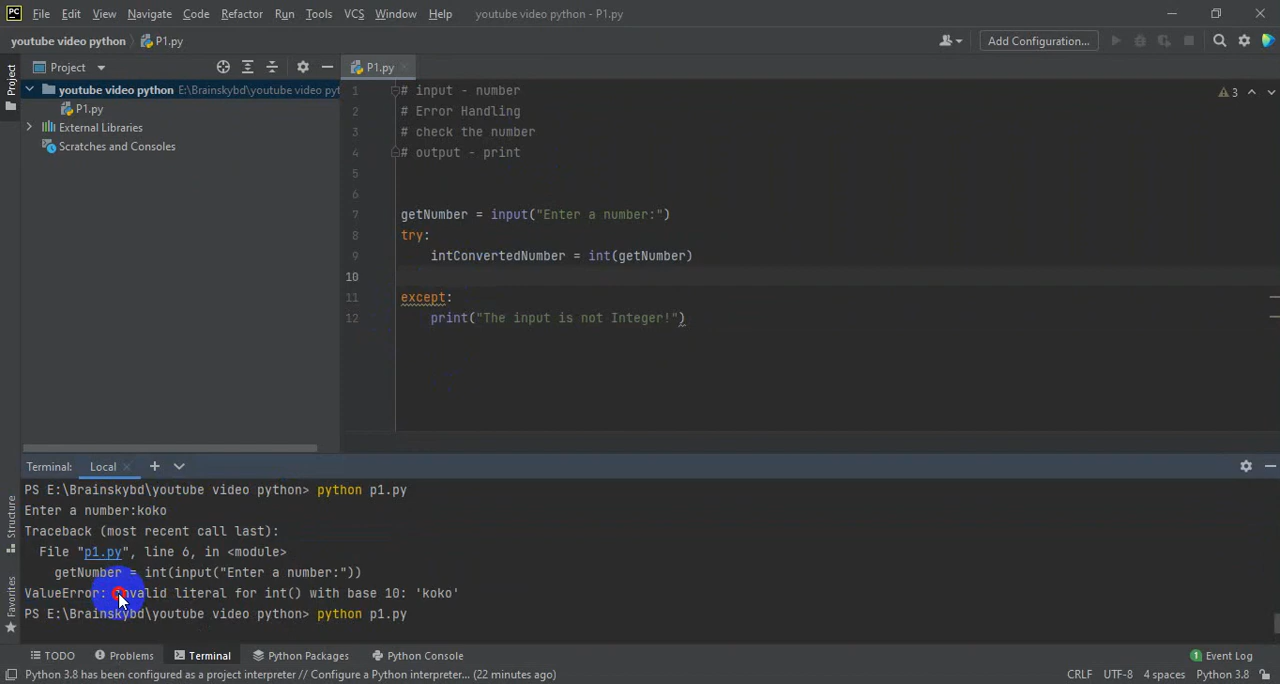 PC File Edit View Navigate Code Refactor Run Tools VCS Window Help youtube video python - P1.py
youtube video python P1.py Add Configuration...
Project
Project P1.py
youtube video python E:\Brainskybd\youtube video pyt
P1.py
External Libraries
Scratches and Consoles
3
1 # input - number
2 # Error Handling
3 # check the number
4 # output - print
5
6
7 getNumber = input("Enter a number:")
8 try:
9 intConvertedNumber = int(getNumber)
10
11 except:
12 print("The input is not Integer!")
Structure
Favorites
Terminal: Local
PS E:\Brainskybd\youtube video python> python p1.py
Enter a number:koko
Traceback (most recent call last):
File "p1.py", line 6, in <module>
getNumber = int(input("Enter a number:"))
ValueError: invalid literal for int() with base 10: 'koko'
PS E:\Brainskybd\youtube video python> python p1.py
TODO Problems Terminal Python Packages Python Console 1 Event Log
Python 3.8 has been configured as a project interpreter // Configure a Python interpreter... (22 minutes ago) CRLF UTF-8 4 spaces Python 3.8